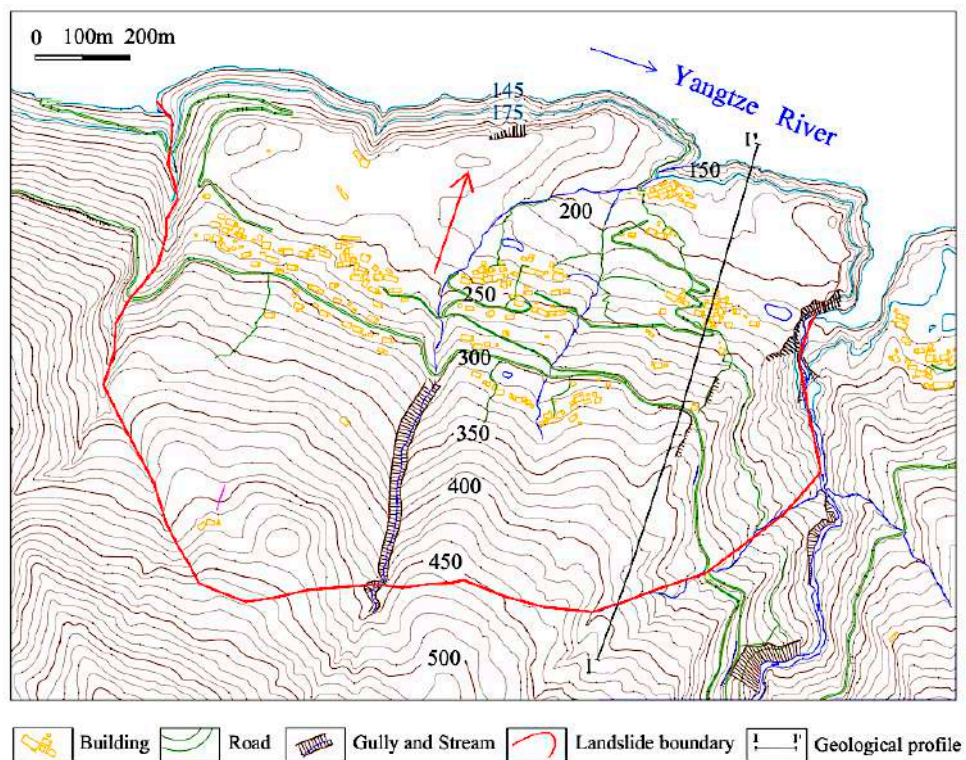 0 100m 200m
Yangtze River
145
175
I'
150
200
250
300
350
400
450
500
I
Building
Road
Gully and Stream
Landslide boundary
I I'
Geological profile